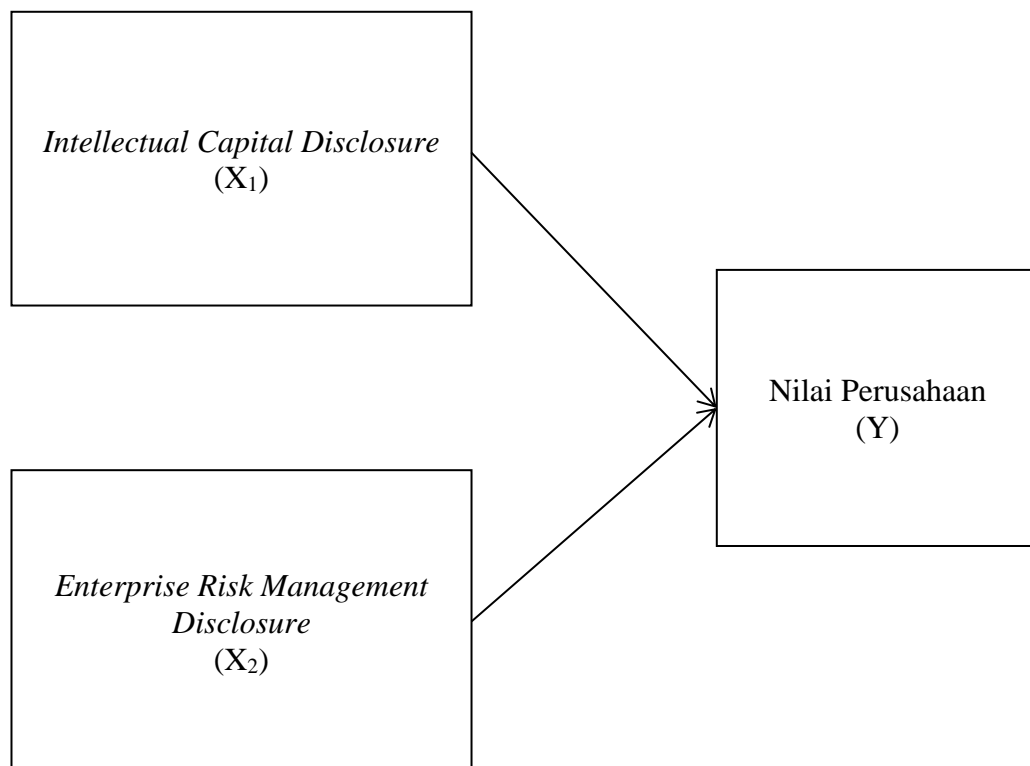 Intellectual Capital Disclosure
(X₁)
Nilai Perusahaan
(Y)
Enterprise Risk Management
Disclosure
(X₂)